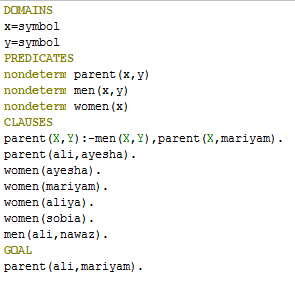 DOMAINS
x=symbol
y=symbol
PREDICATES
nondeterm parent(x,y)
nondeterm men(x,y)
nondeterm women(x)
CLAUSES
parent(X,Y):-men(X,Y),parent(X,mariyam).
parent(ali,ayesha).
women(ayesha).
women(mariyam).
women(aliya).
women(sobia).
men(ali,nawaz).
GOAL
parent(ali,mariyam).